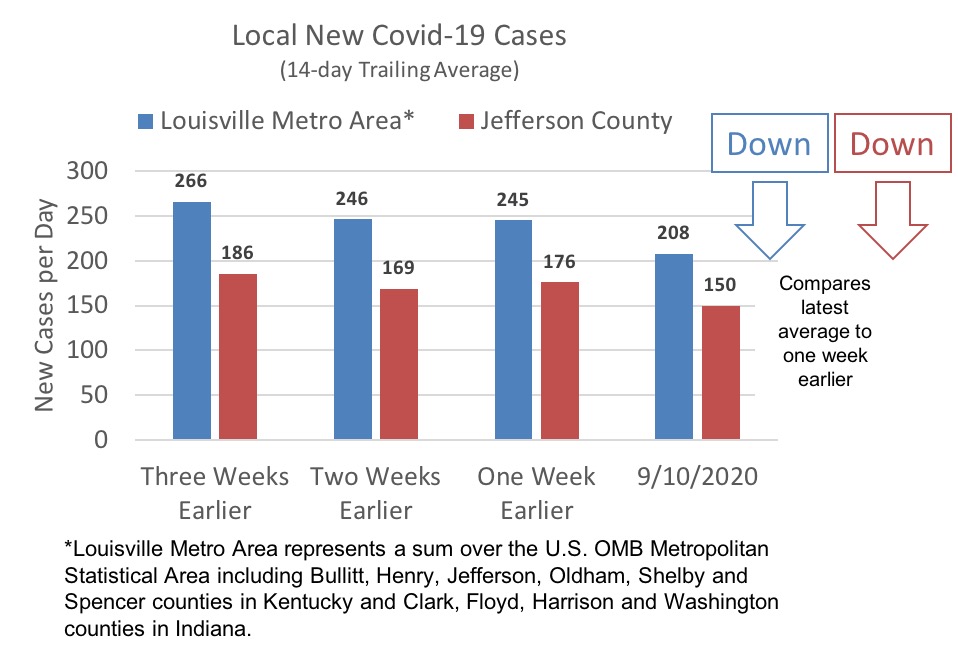 Local New Covid-19 Cases
(14-day Trailing Average)
Louisville Metro Area* Jefferson County
Down Down
New Cases per Day
300
250
200
150
100
50
0
266 186
246 169
245 176
208 150
Compares
latest
average to
one week
earlier
Three Weeks Two Weeks One Week 9/10/2020
Earlier Earlier Earlier
*Louisville Metro Area represents a sum over the U.S. OMB Metropolitan
Statistical Area including Bullitt, Henry, Jefferson, Oldham, Shelby and
Spencer counties in Kentucky and Clark, Floyd, Harrison and Washington
counties in Indiana.